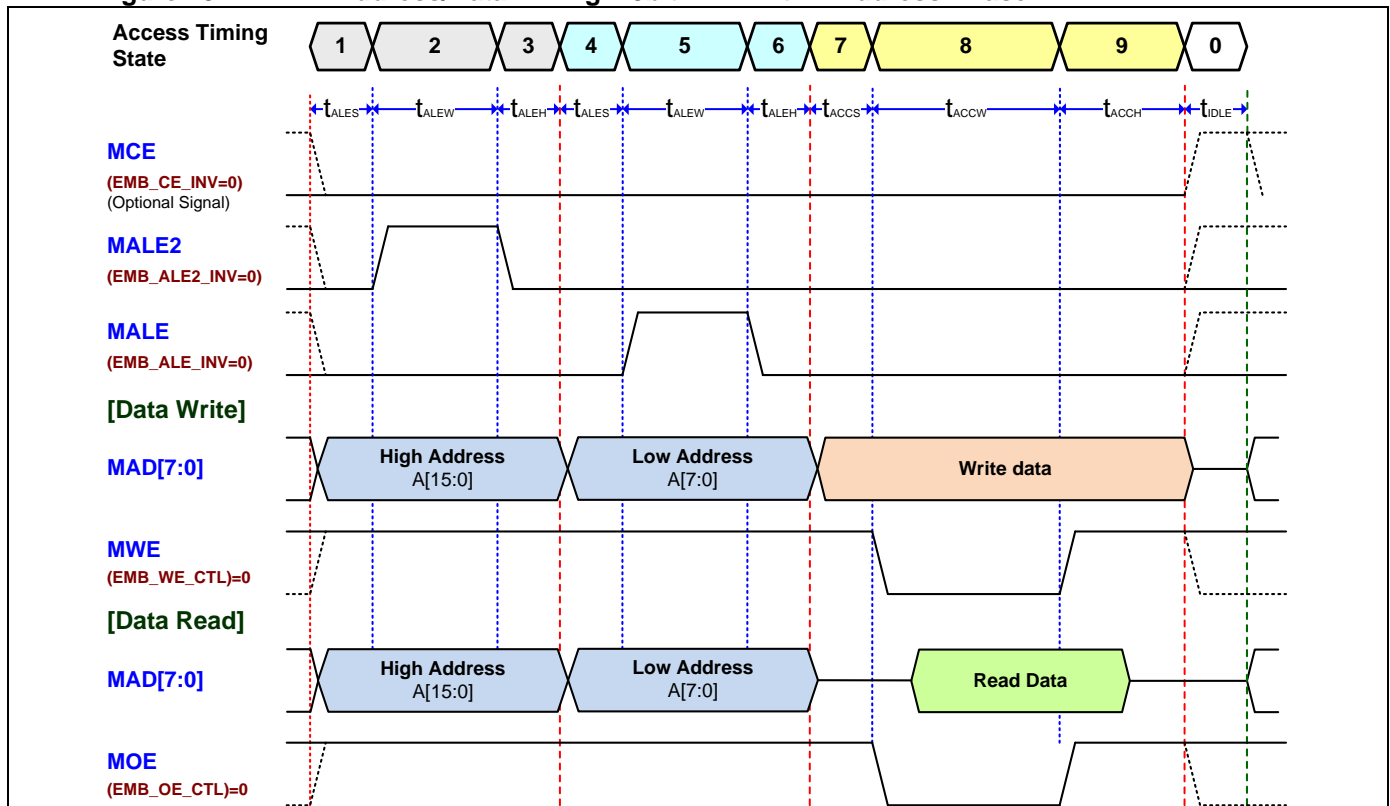 Access Timing
State
1 2 3 4 5 6 7 8 9 0
tALES tALEW tALEH tALES tALEW tALEH tACCS tACCW tACCH tIDLE
MCE
(EMB_CE_INV=0)
(Optional Signal)
MALE2
(EMB_ALE2_INV=0)
MALE
(EMB_ALE_INV=0)
[Data Write]
MAD[7:0]
High Address
A[15:0]
Low Address
A[7:0]
Write data
MWE
(EMB_WE_CTL)=0
[Data Read]
MAD[7:0]
High Address
A[15:0]
Low Address
A[7:0]
Read Data
MOE
(EMB_OE_CTL)=0